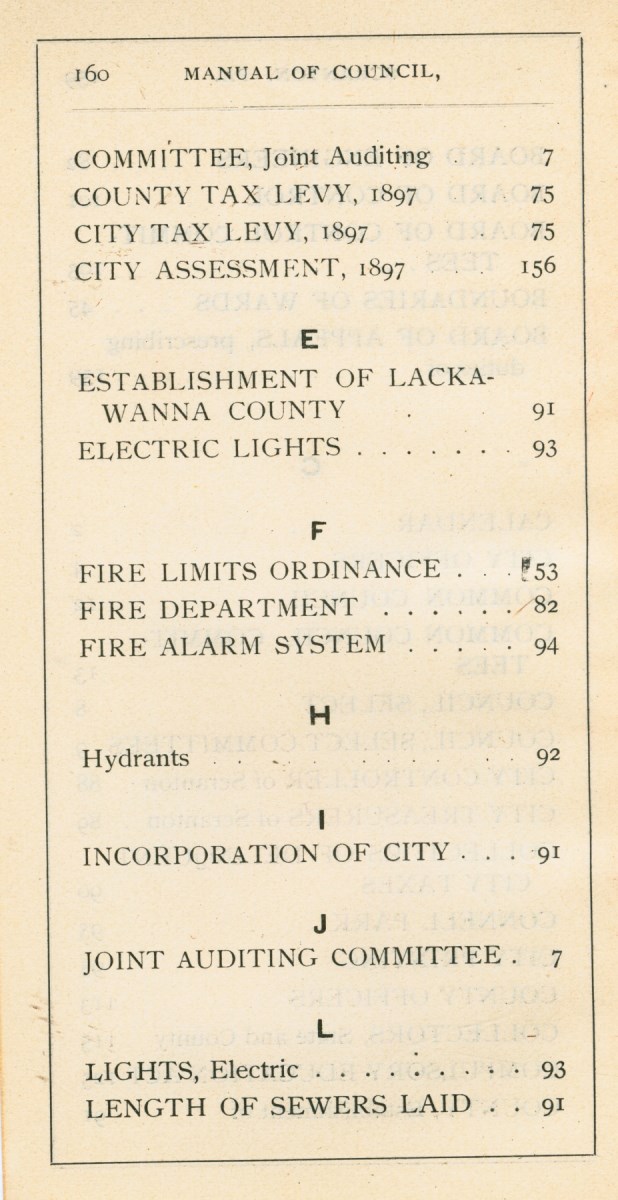 160 MANUAL OF COUNCIL,
COMMITTEE, Joint Auditing . 7
COUNTY TAX LEVY, 1897 . 75
CITY TAX LEVY, 1897 . 75
CITY ASSESSMENT, 1897 . . . 156
E
ESTABLISHMENT OF LACKA-
WANNA COUNTY . . 91
ELECTRIC LIGHTS . . . . . . . 93
F
FIRE LIMITS ORDINANCE . . . 53
FIRE DEPARTMENT . . . . . . 82
FIRE ALARM SYSTEM . . . . . 94
H
Hydrants . . . . . . . . . . . 92
I
INCORPORATION OF CITY . . . 91
J
JOINT AUDITING COMMITTEE . 7
L
LIGHTS, Electric . . . . . . . . . 93
LENGTH OF SEWERS LAID . . 91